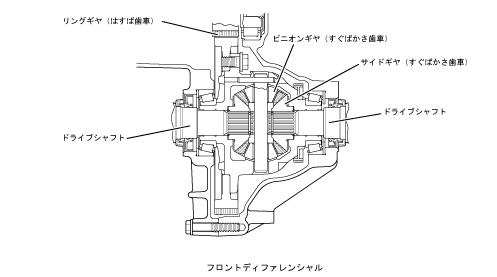 リングギヤ（はすば歯車）
ピニオンギヤ（すぐばかさ歯車）
サイドギヤ（すぐばかさ歯車）
ドライブシャフト
ドライブシャフト
フロントディファレンシャル